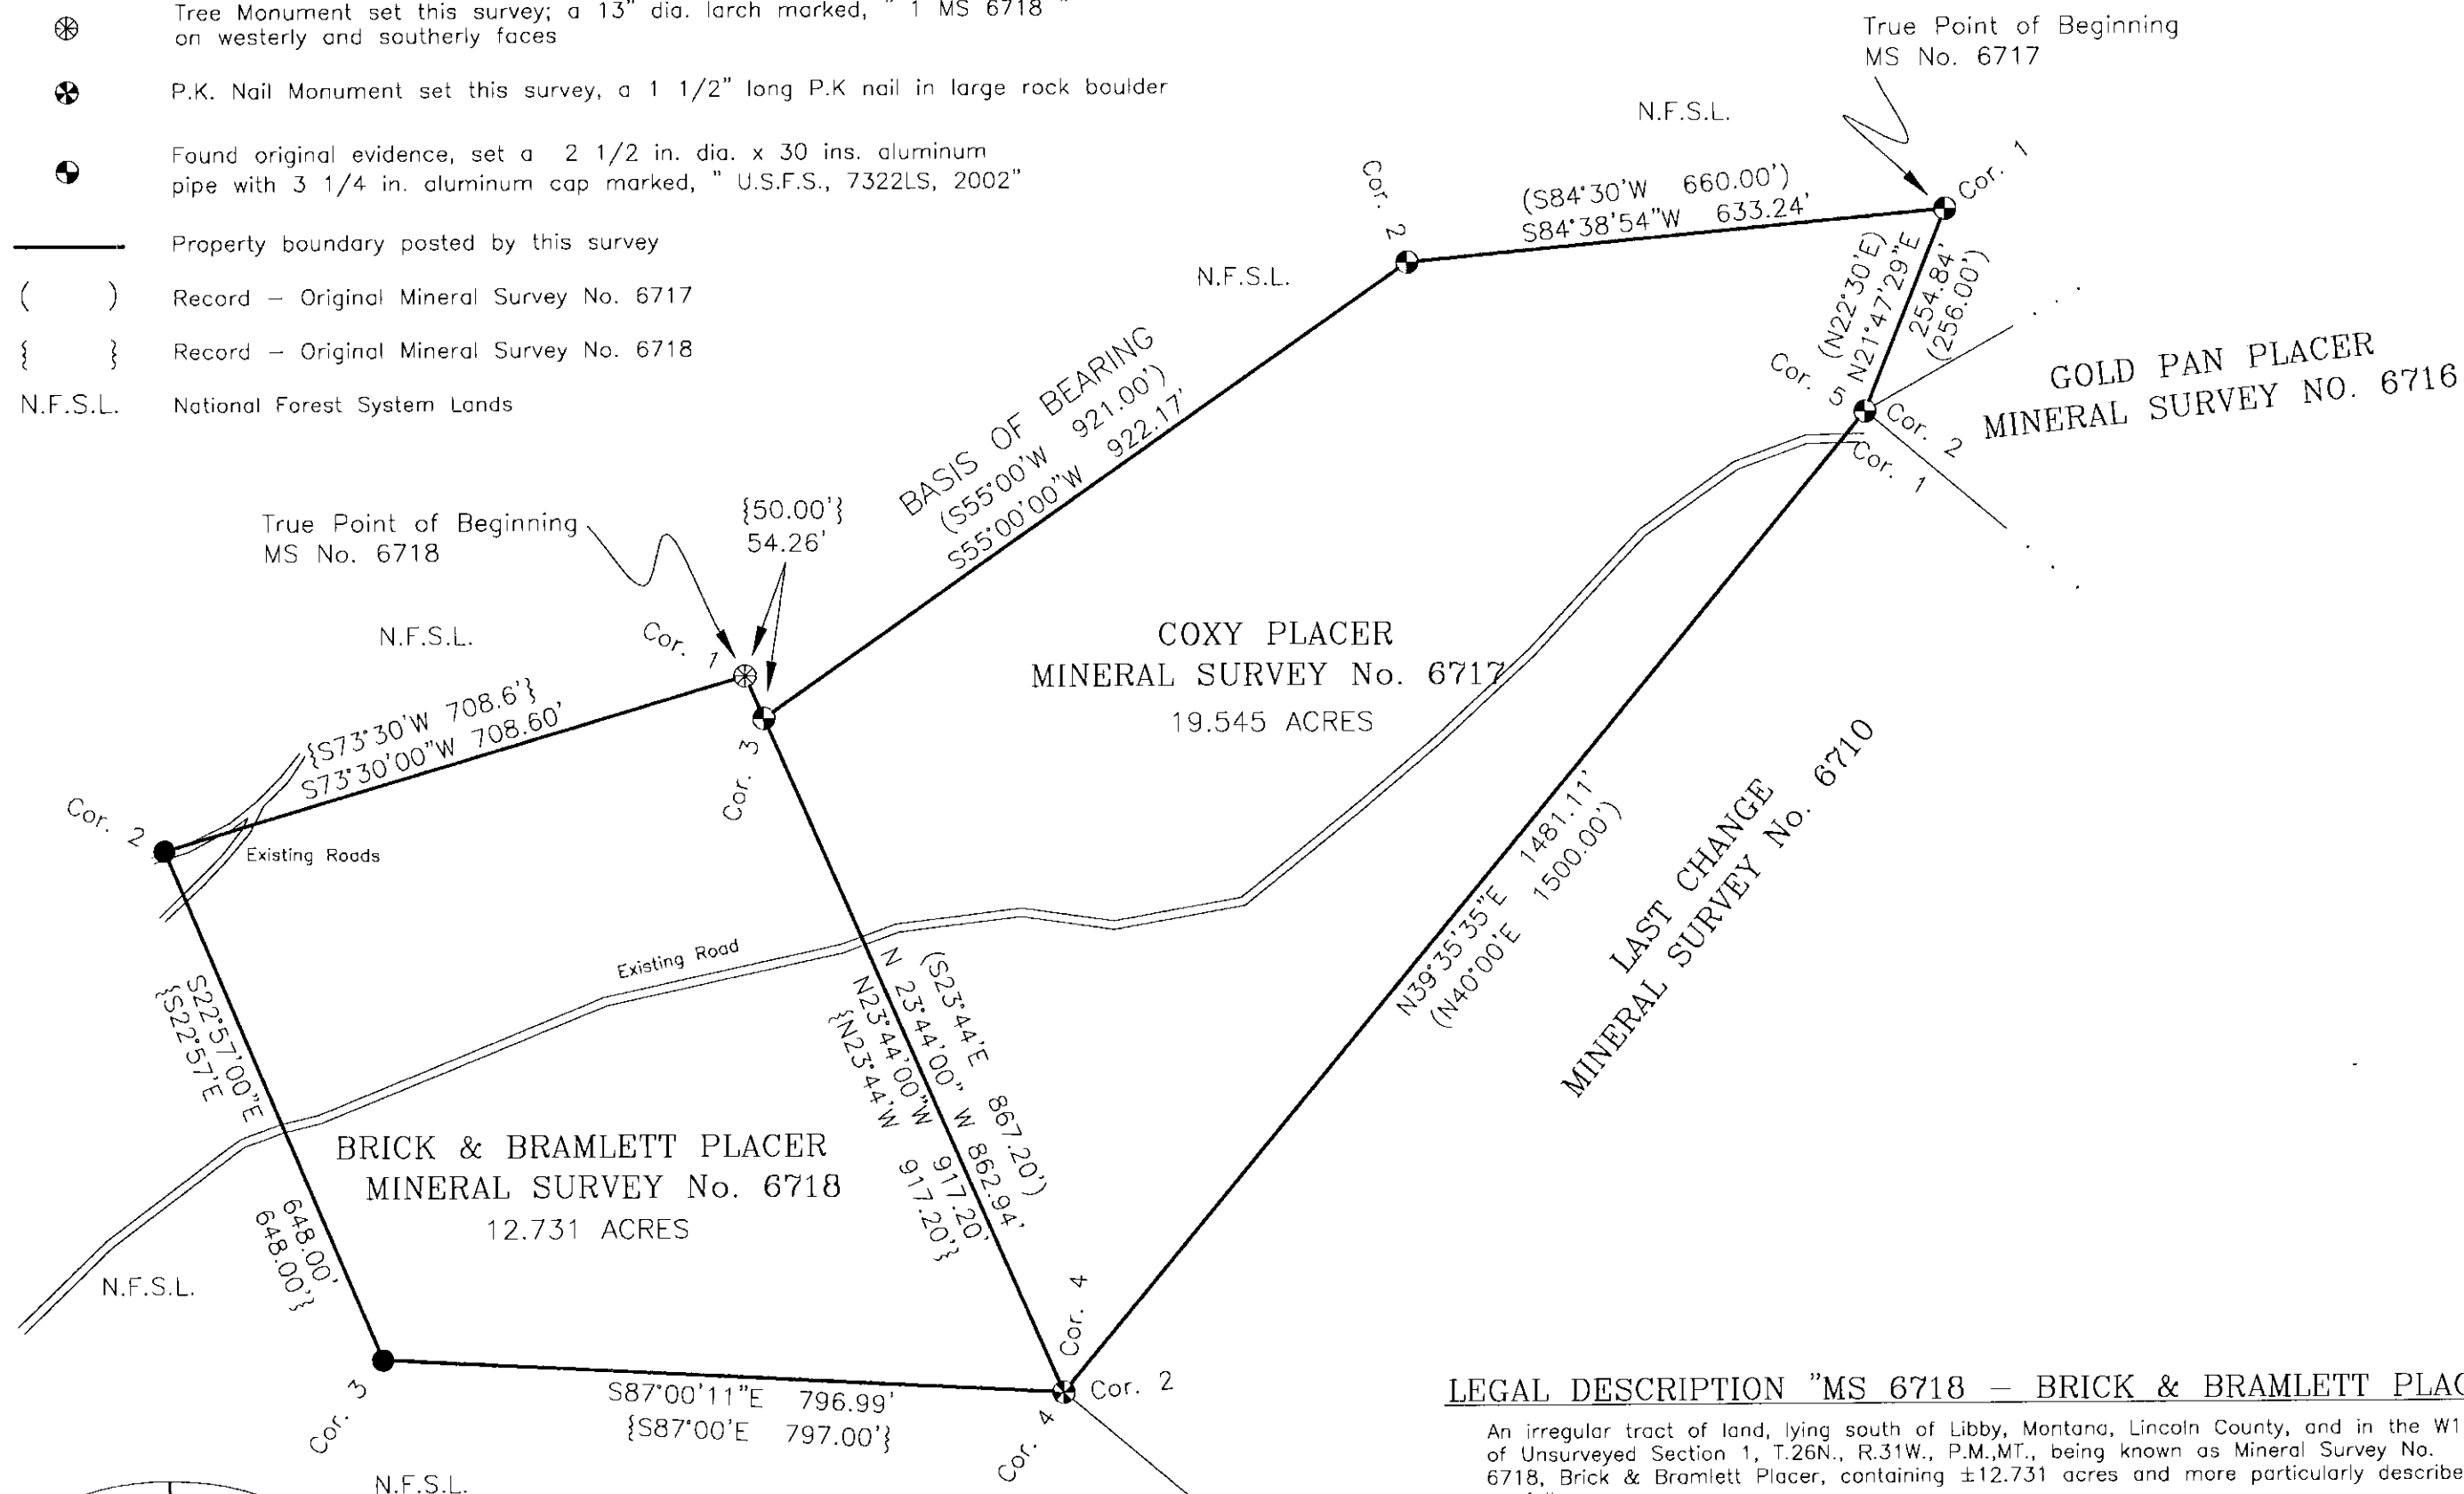 Tree Monument set this survey; a 13" dia. larch marked, " 1 MS 6718 "
on westerly and southerly faces
P.K. Nail Monument set this survey, a 1 1/2" long P.K nail in large rock boulder
Found original evidence, set a 2 1/2 in. dia. x 30 ins. aluminum
pipe with 3 1/4 in. aluminum cap marked, " U.S.F.S., 7322LS, 2002"
Property boundary posted by this survey
( ) Record – Original Mineral Survey No. 6717
{ } Record – Original Mineral Survey No. 6718
N.F.S.L. National Forest System Lands
True Point of Beginning
MS No. 6717
N.F.S.L.
Cor. 1
Cor. 2
(S84°30'W 660.00')
S84°38'54"W 633.24'
N.F.S.L.
(N22°30'E)
N21°47'29"E
254.84'
(256.00')
Cor. 5
Cor. 2
Cor. 1
GOLD PAN PLACER
MINERAL SURVEY NO. 6716
BASIS OF BEARING
(S55°00'W 921.00')
S55°00'00"W 922.17'
{50.00'}
54.26'
True Point of Beginning
MS No. 6718
N.F.S.L.
Cor. 1
Cor. 3
COXY PLACER
MINERAL SURVEY No. 6717
19.545 ACRES
{S73°30'W 708.6'}
S73°30'00"W 708.60'
Cor. 2
Existing Roads
Existing Road
LAST CHANGE
MINERAL SURVEY No. 6710
N39°35'35"E 1481.11'
(N40°00'E 1500.00')
(S23°44'E 867.20')
N 23°44'00" W 862.94'
N23°44'00"W 917.20'
{N23°44'W 917.20'}
S22°57'00"E 648.00'
{S22°57'E 648.00'}
BRICK & BRAMLETT PLACER
MINERAL SURVEY No. 6718
12.731 ACRES
N.F.S.L.
Cor. 4
Cor. 2
Cor. 4
Cor. 3
S87°00'11"E 796.99'
{S87°00'E 797.00'}
N.F.S.L.
LEGAL DESCRIPTION "MS 6718 – BRICK & BRAMLETT PLAC
An irregular tract of land, lying south of Libby, Montana, Lincoln County, and in the W1
of Unsurveyed Section 1, T.26N., R.31W., P.M.,MT., being known as Mineral Survey No.
6718, Brick & Bramlett Placer, containing ±12.731 acres and more particularly describe